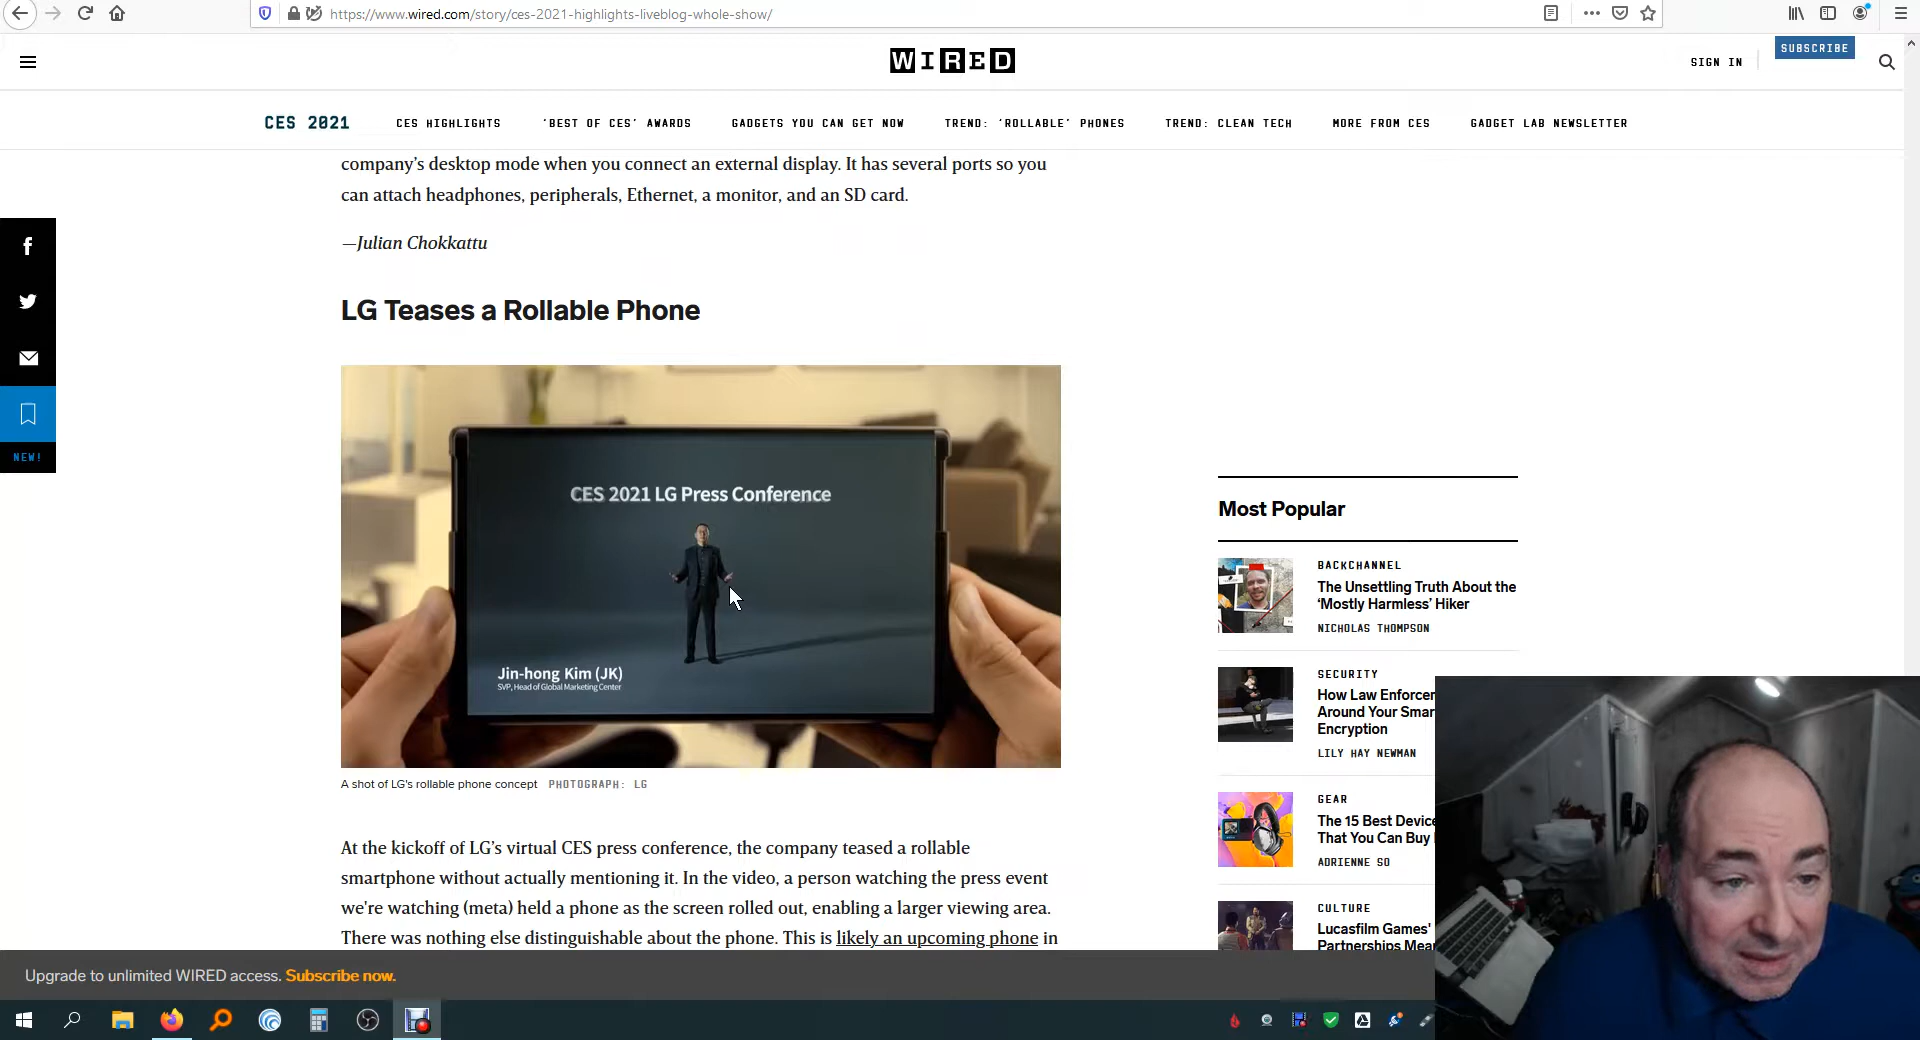 https://www.wired.com/story/ces-2021-highlights-liveblog-whole-show/
WIRED
SIGN IN
SUBSCRIBE
CES 2021
CES HIGHLIGHTS
‘BEST OF CES’ AWARDS
GADGETS YOU CAN GET NOW
TREND: ‘ROLLABLE’ PHONES
TREND: CLEAN TECH
MORE FROM CES
GADGET LAB NEWSLETTER
company’s desktop mode when you connect an external display. It has several ports so you
can attach headphones, peripherals, Ethernet, a monitor, and an SD card.
—Julian Chokkattu
NEW!
LG Teases a Rollable Phone
CES 2021 LG Press Conference
Jin-hong Kim (JK)
SVP, Head of Global Marketing Center
A shot of LG's rollable phone concept PHOTOGRAPH: LG
At the kickoff of LG’s virtual CES press conference, the company teased a rollable
smartphone without actually mentioning it. In the video, a person watching the press event
we're watching (meta) held a phone as the screen rolled out, enabling a larger viewing area.
There was nothing else distinguishable about the phone. This is likely an upcoming phone in
Most Popular
BACKCHANNEL
The Unsettling Truth About the
‘Mostly Harmless’ Hiker
NICHOLAS THOMPSON
SECURITY
How Law Enforcer
Around Your Smar
Encryption
LILY HAY NEWMAN
GEAR
The 15 Best Device
That You Can Buy
ADRIENNE SO
CULTURE
Lucasfilm Games'
Partnerships Mear
Upgrade to unlimited WIRED access. Subscribe now.